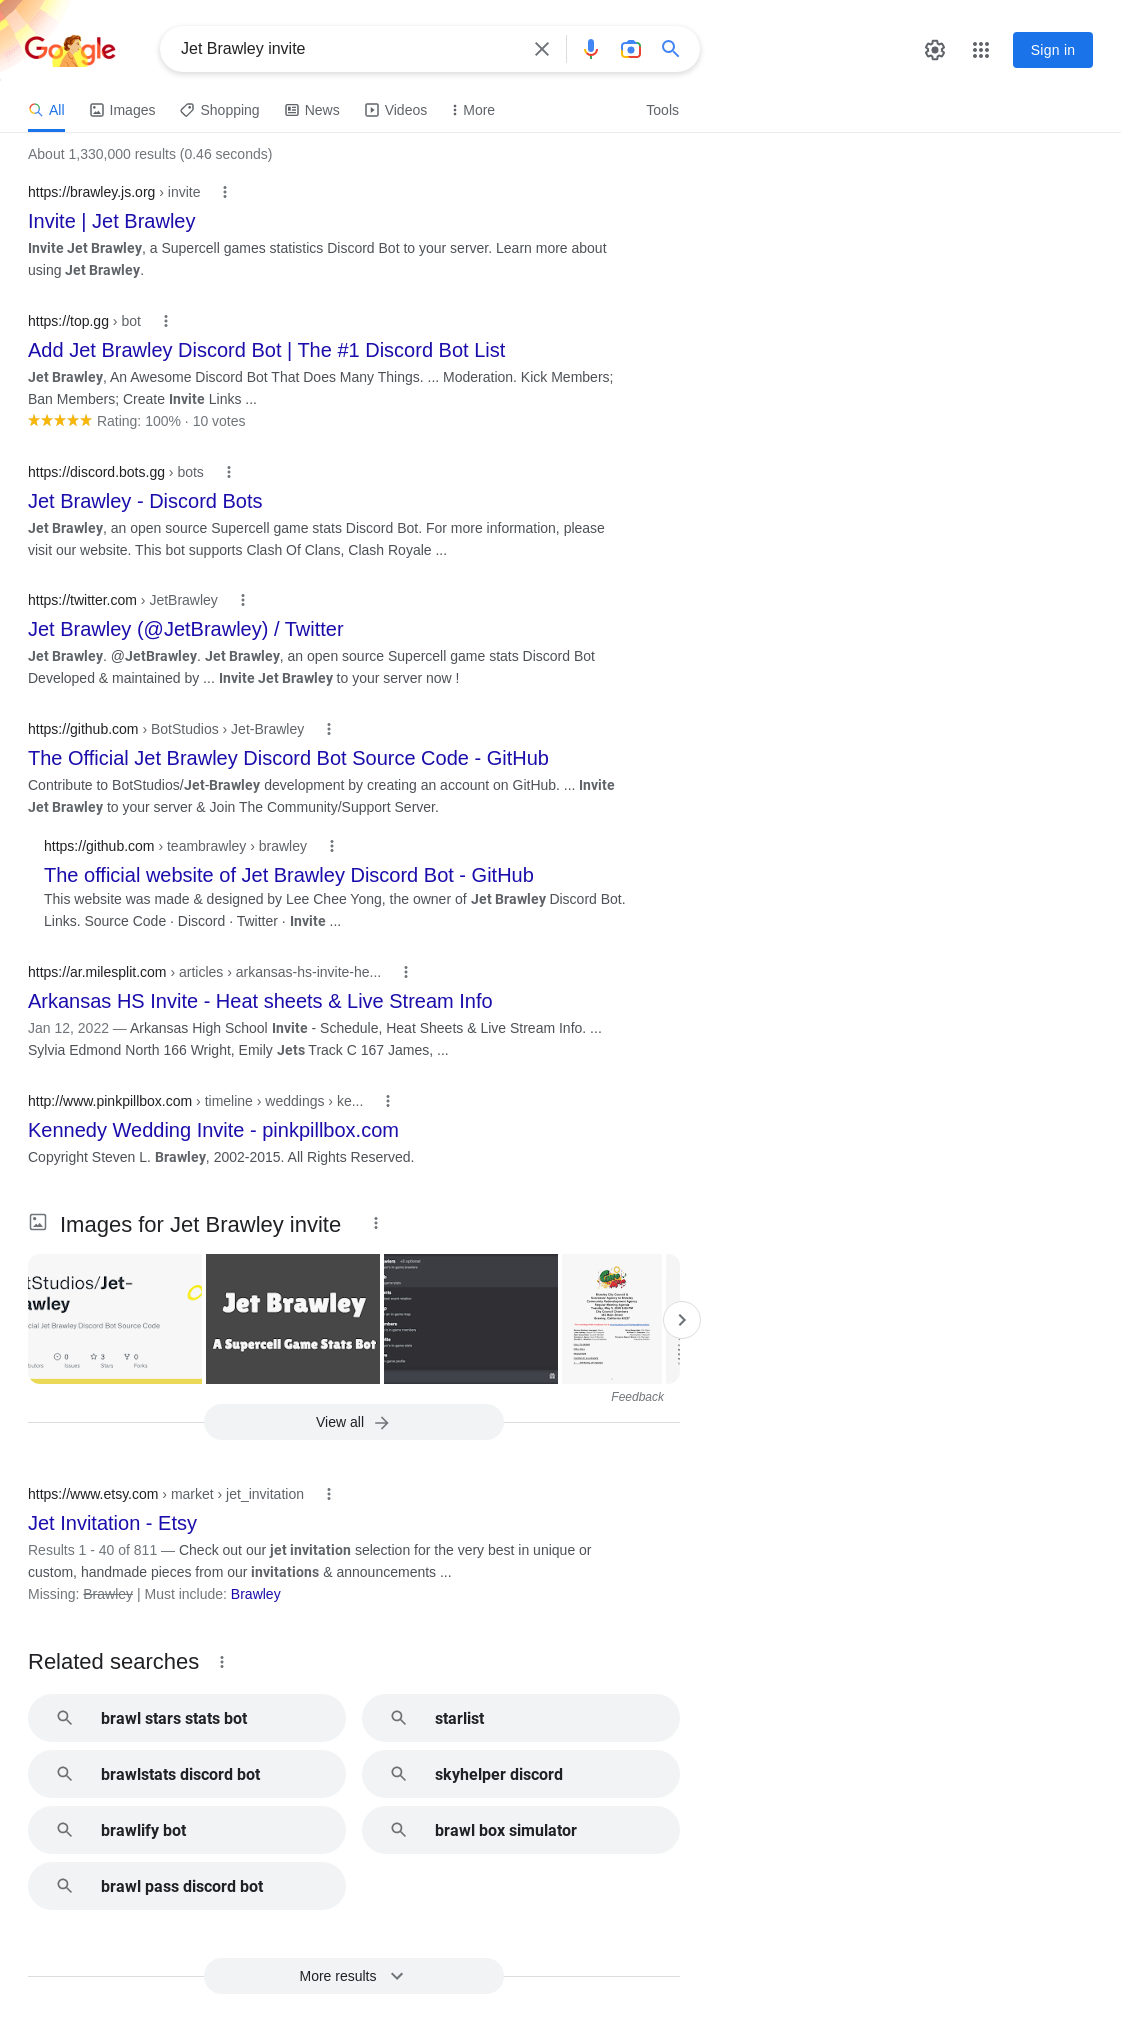 Google
Jet Brawley invite
Sign in
All
Images
Shopping
News
Videos
More
Tools
About 1,330,000 results (0.46 seconds)
https://brawley.js.org › invite
Invite | Jet Brawley
Invite Jet Brawley, a Supercell games statistics Discord Bot to your server. Learn more about
using Jet Brawley.
https://top.gg › bot
Add Jet Brawley Discord Bot | The #1 Discord Bot List
Jet Brawley, An Awesome Discord Bot That Does Many Things. ... Moderation. Kick Members;
Ban Members; Create Invite Links ...
Rating: 100% · 10 votes
https://discord.bots.gg › bots
Jet Brawley - Discord Bots
Jet Brawley, an open source Supercell game stats Discord Bot. For more information, please
visit our website. This bot supports Clash Of Clans, Clash Royale ...
https://twitter.com › JetBrawley
Jet Brawley (@JetBrawley) / Twitter
Jet Brawley. @JetBrawley. Jet Brawley, an open source Supercell game stats Discord Bot
Developed & maintained by ... Invite Jet Brawley to your server now !
https://github.com › BotStudios › Jet-Brawley
The Official Jet Brawley Discord Bot Source Code - GitHub
Contribute to BotStudios/Jet-Brawley development by creating an account on GitHub. ... Invite
Jet Brawley to your server & Join The Community/Support Server.
https://github.com › teambrawley › brawley
The official website of Jet Brawley Discord Bot - GitHub
This website was made & designed by Lee Chee Yong, the owner of Jet Brawley Discord Bot.
Links. Source Code · Discord · Twitter · Invite ...
https://ar.milesplit.com › articles › arkansas-hs-invite-he...
Arkansas HS Invite - Heat sheets & Live Stream Info
Jan 12, 2022 — Arkansas High School Invite - Schedule, Heat Sheets & Live Stream Info. ...
Sylvia Edmond North 166 Wright, Emily Jets Track C 167 James, ...
http://www.pinkpillbox.com › timeline › weddings › ke...
Kennedy Wedding Invite - pinkpillbox.com
Copyright Steven L. Brawley, 2002-2015. All Rights Reserved.
Images for Jet Brawley invite
tStudios/Jet-
awley
cial Jet Brawley Discord Bot Source Code
0
3
0
butors
Issues
Stars
Forks
Jet Brawley
A Supercell Game Stats Bot
Feedback
View all
https://www.etsy.com › market › jet_invitation
Jet Invitation - Etsy
Results 1 - 40 of 811 — Check out our jet invitation selection for the very best in unique or
custom, handmade pieces from our invitations & announcements ...
Missing: Brawley | Must include: Brawley
Related searches
brawl stars stats bot
starlist
brawlstats discord bot
skyhelper discord
brawlify bot
brawl box simulator
brawl pass discord bot
More results